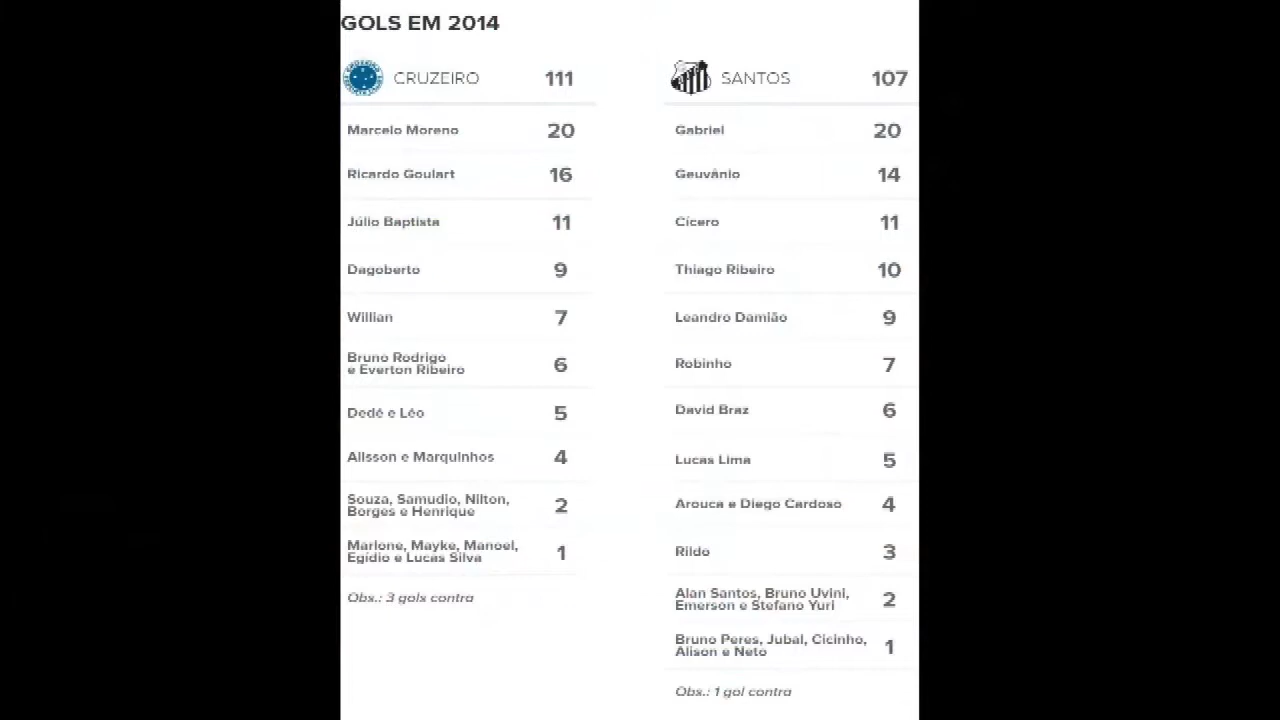 GOLS EM 2014
CRUZEIRO 111
Marcelo Moreno 20
Ricardo Goulart 16
Júlio Baptista 11
Dagoberto 9
Willian 7
Bruno Rodrigo
e Everton Ribeiro 6
Dedé e Léo 5
Alisson e Marquinhos 4
Souza, Samudio, Nilton,
Borges e Henrique 2
Marlone, Mayke, Manoel,
Egídio e Lucas Silva 1
Obs.: 3 gols contra
SANTOS 107
Gabriel 20
Geuvânio 14
Cícero 11
Thiago Ribeiro 10
Leandro Damião 9
Robinho 7
David Braz 6
Lucas Lima 5
Arouca e Diego Cardoso 4
Rildo 3
Alan Santos, Bruno Uvini,
Emerson e Stefano Yuri 2
Bruno Peres, Jubal, Cicinho,
Alison e Neto 1
Obs.: 1 gol contra